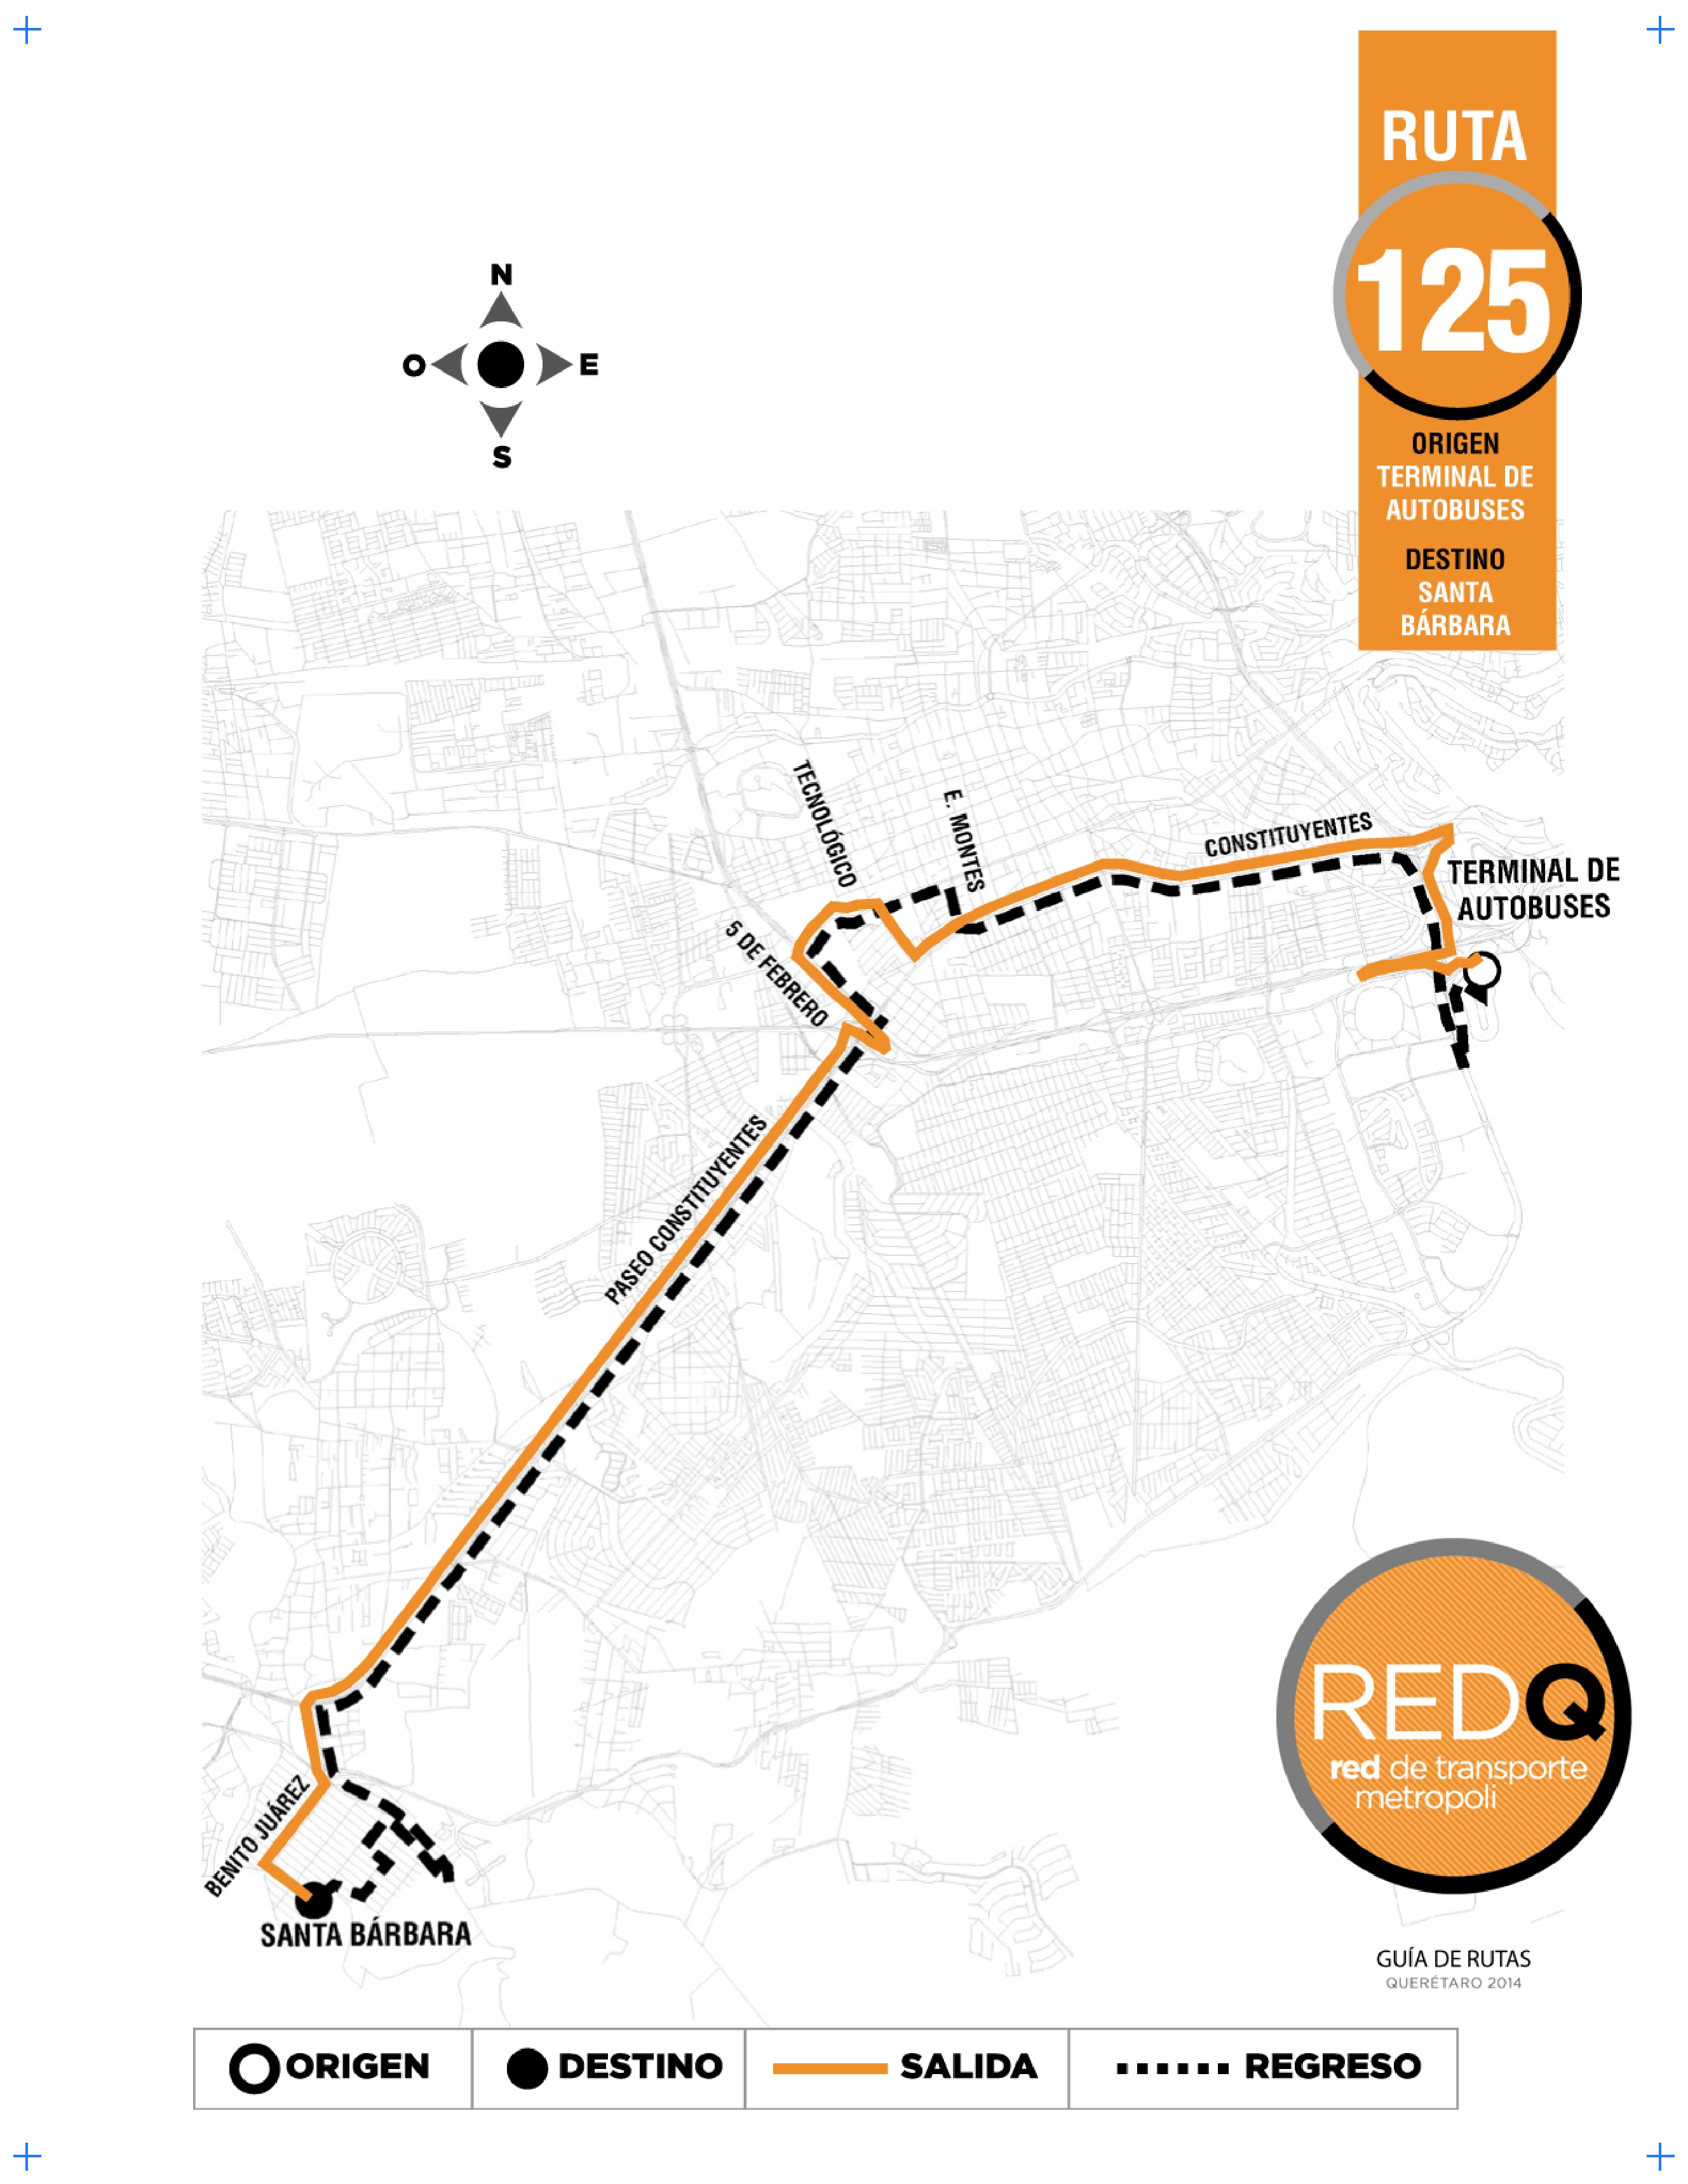 RUTA
125
ORIGEN
TERMINAL DE
AUTOBUSES
DESTINO
SANTA
BÁRBARA
N
O
E
S
TECNOLÓGICO
E. MONTES
CONSTITUYENTES
TERMINAL DE
AUTOBUSES
5 DE FEBRERO
PASEO CONSTITUYENTES
BENITO JUÁREZ
SANTA BÁRBARA
REDQ
red de transporte
metropoli
GUÍA DE RUTAS
QUERÉTARO 2014
ORIGEN
DESTINO
SALIDA
REGRESO